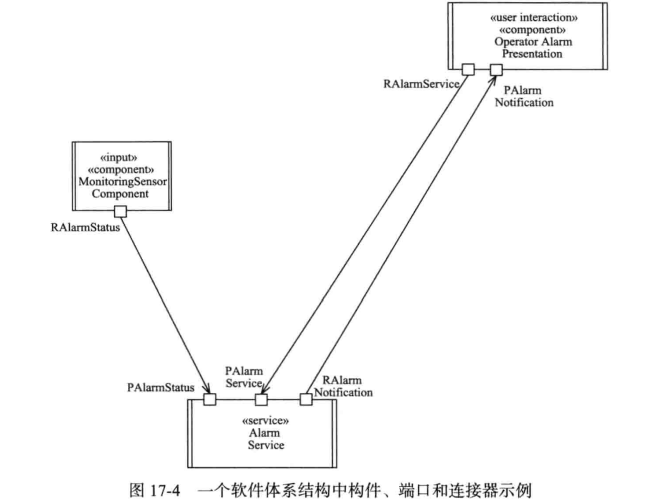 «user interaction»
«component»
Operator Alarm
Presentation
RAlarmService
PAlarm
Notification
«input»
«component»
MonitoringSensor
Component
RAlarmStatus
PAlarmStatus
PAlarm
Service
RAlarm
Notification
«service»
Alarm
Service
图 17-4 一个软件体系结构中构件、端口和连接器示例